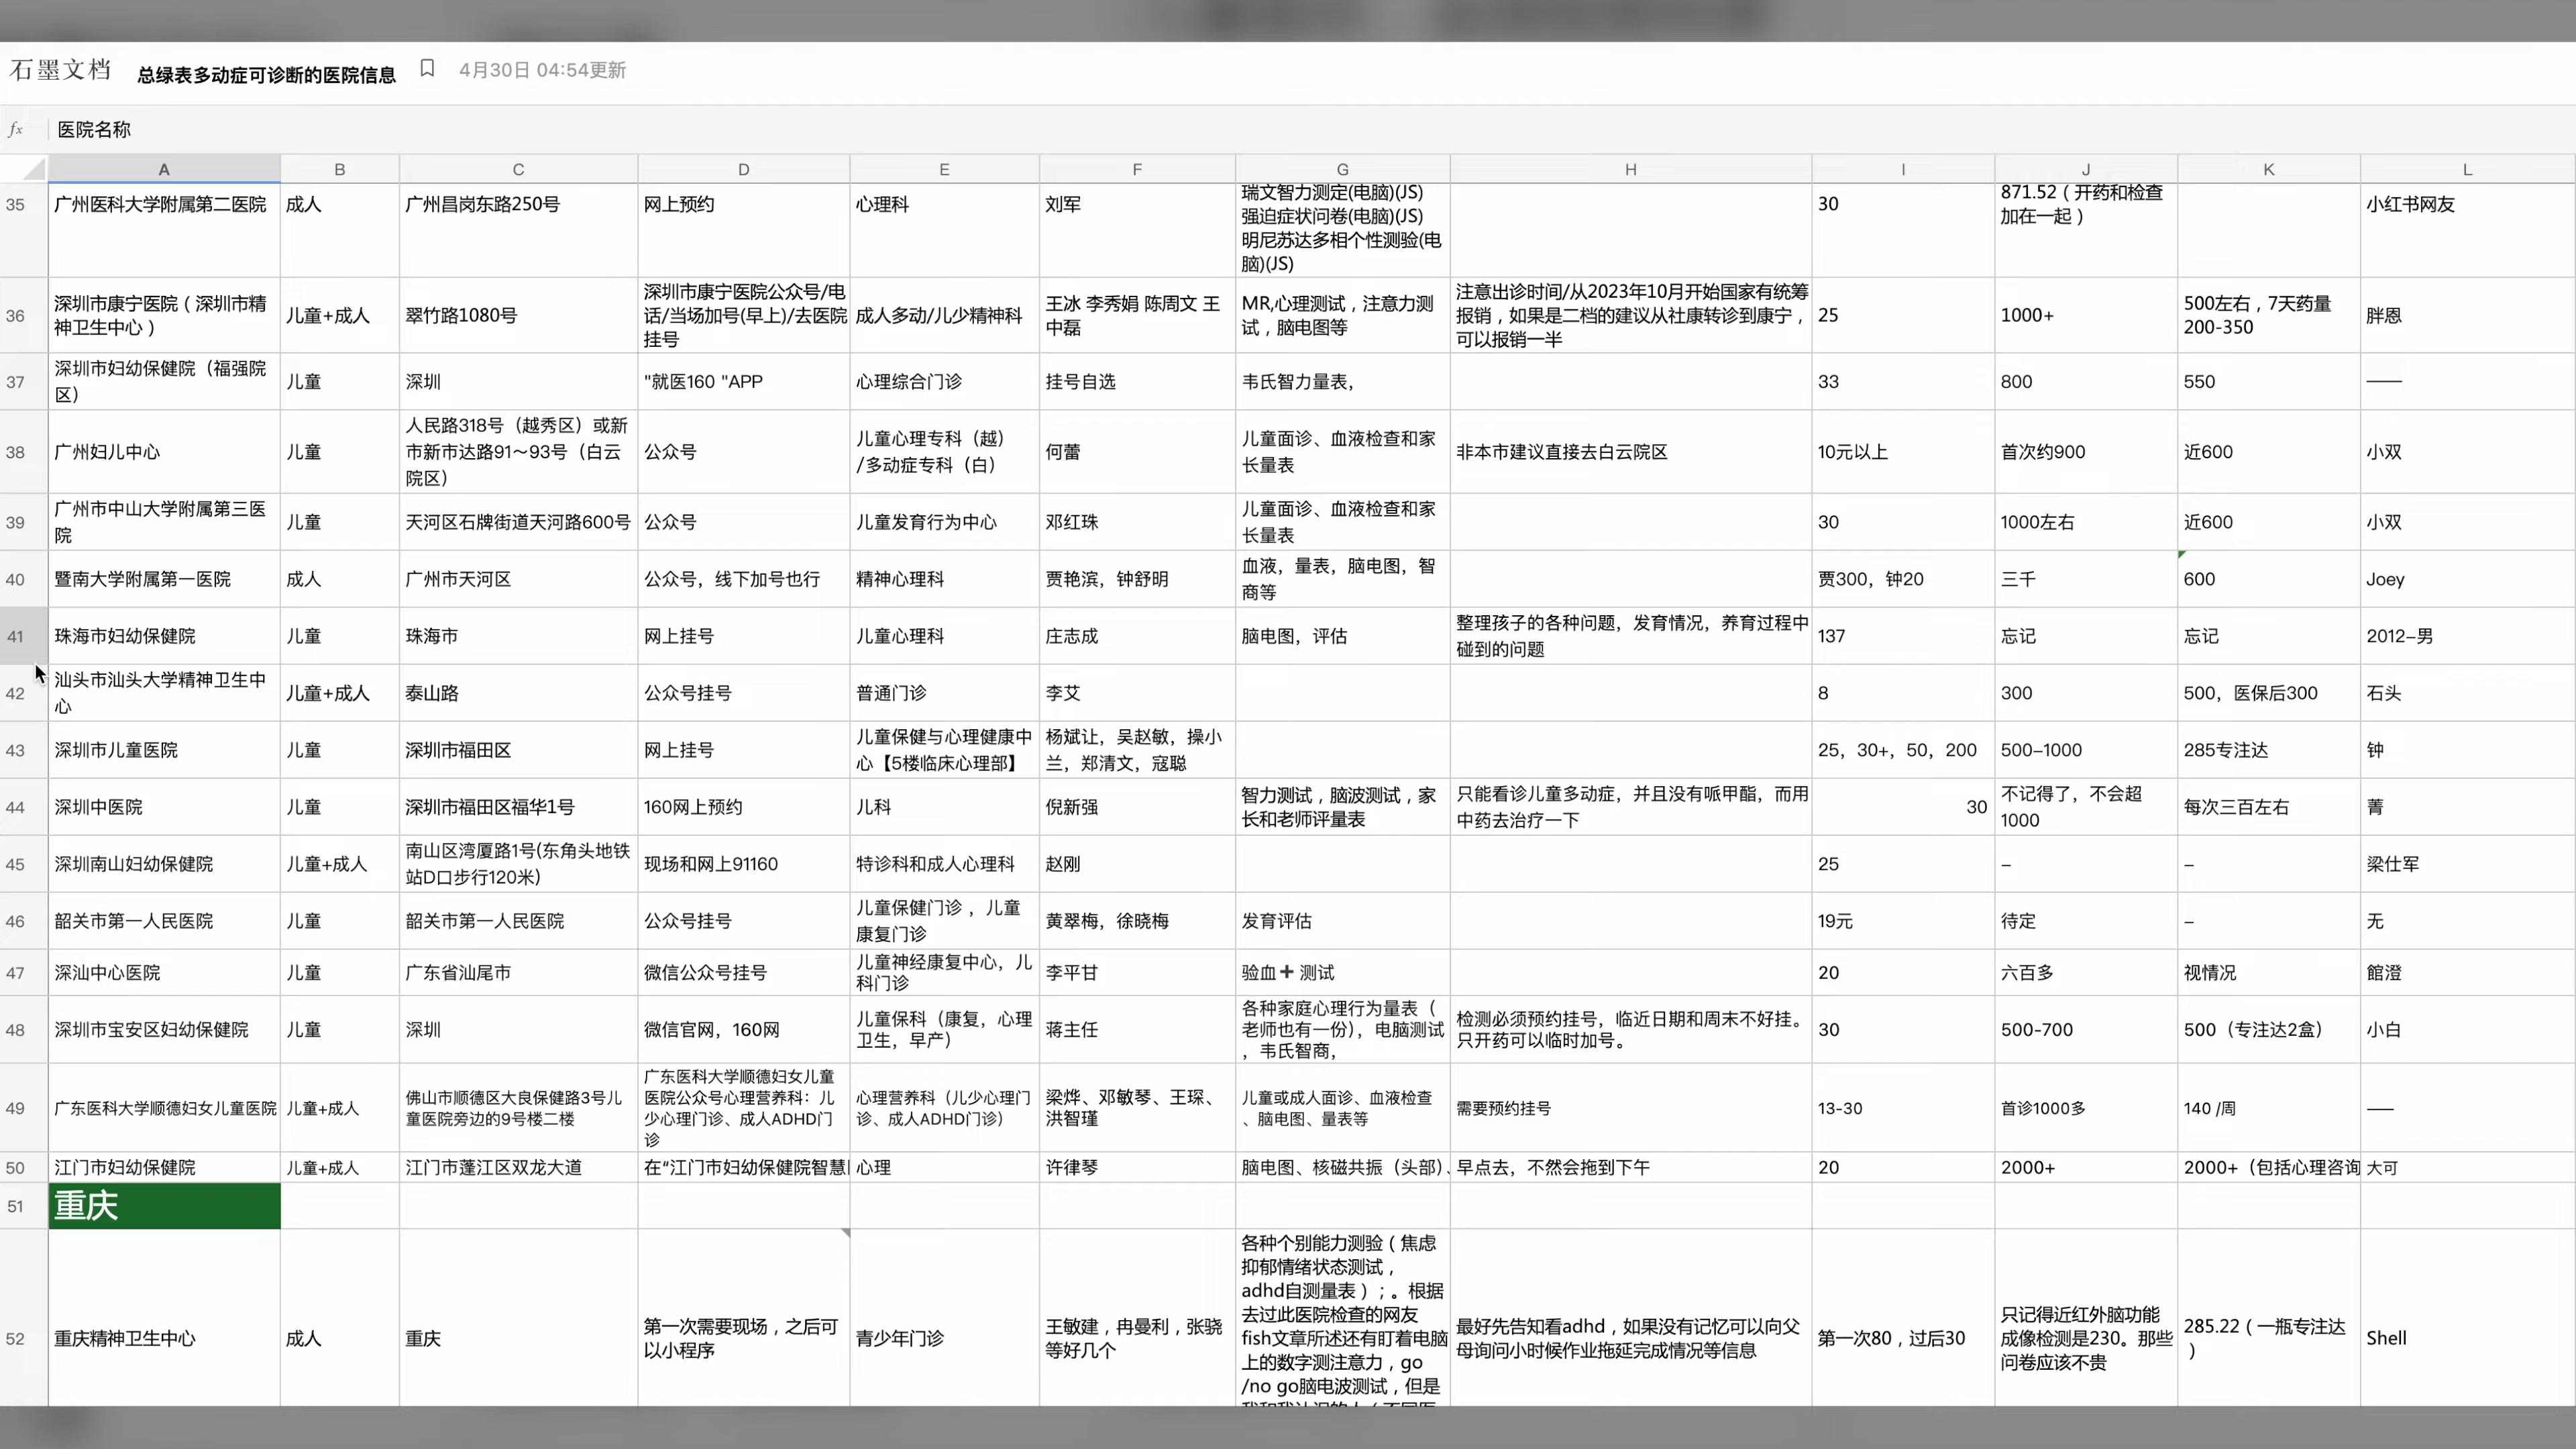 石墨文档 总绿表多动症可诊断的医院信息 4月30日 04:54更新
fx 医院名称
A B C D E F G H I J K L
35 广州医科大学附属第二医院 成人 广州昌岗东路250号 网上预约 心理科 刘军 瑞文智力测定(电脑)(JS) 30 871.52（开药和检查 小红书网友
强迫症状问卷(电脑)(JS) 加在一起）
明尼苏达多相个性测验(电
脑)(JS)
36 深圳市康宁医院（深圳市精 儿童+成人 翠竹路1080号 深圳市康宁医院公众号/电 成人多动/儿少精神科 王冰 李秀娟 陈周文 王 MR,心理测试，注意力测 注意出诊时间/从2023年10月开始国家有统筹 25 1000+ 500左右，7天药量 胖恩
神卫生中心） 话/当场加号(早上)/去医院 中磊 试，脑电图等 报销，如果是二档的建议从社康转诊到康宁， 200-350
挂号 可以报销一半
37 深圳市妇幼保健院（福强院 儿童 深圳 "就医160 "APP 心理综合门诊 挂号自选 韦氏智力量表， 33 800 550 ——
区）
38 广州妇儿中心 儿童 人民路318号（越秀区）或新 公众号 儿童心理专科（越） 何蕾 儿童面诊、血液检查和家 非本市建议直接去白云院区 10元以上 首次约900 近600 小双
市新市达路91～93号（白云 /多动症专科（白） 长量表
院区）
39 广州市中山大学附属第三医 儿童 天河区石牌街道天河路600号 公众号 儿童发育行为中心 邓红珠 儿童面诊、血液检查和家 30 1000左右 近600 小双
院 长量表
40 暨南大学附属第一医院 成人 广州市天河区 公众号，线下加号也行 精神心理科 贾艳滨，钟舒明 血液，量表，脑电图，智 贾300，钟20 三千 600 Joey
商等
41 珠海市妇幼保健院 儿童 珠海市 网上挂号 儿童心理科 庄志成 脑电图，评估 整理孩子的各种问题，发育情况，养育过程中 137 忘记 忘记 2012–男
碰到的问题
42 汕头市汕头大学精神卫生中 儿童+成人 泰山路 公众号挂号 普通门诊 李艾 8 300 500，医保后300 石头
心
43 深圳市儿童医院 儿童 深圳市福田区 网上挂号 儿童保健与心理健康中 杨斌让，吴赵敏，操小 25，30+，50，200 500–1000 285专注达 钟
心【5楼临床心理部】 兰，郑清文，寇聪
44 深圳中医院 儿童 深圳市福田区福华1号 160网上预约 儿科 倪新强 智力测试，脑波测试，家 只能看诊儿童多动症，并且没有哌甲酯，而用 30 不记得了，不会超 每次三百左右 菁
长和老师评量表 中药去治疗一下 1000
45 深圳南山妇幼保健院 儿童+成人 南山区湾厦路1号(东角头地铁 现场和网上91160 特诊科和成人心理科 赵刚 25 – – 梁仕军
站D口步行120米)
46 韶关市第一人民医院 儿童 韶关市第一人民医院 公众号挂号 儿童保健门诊 ，儿童 黄翠梅，徐晓梅 发育评估 19元 待定 – 无
康复门诊
47 深汕中心医院 儿童 广东省汕尾市 微信公众号挂号 儿童神经康复中心，儿 李平甘 验血➕ 测试 20 六百多 视情况 館澄
科门诊
48 深圳市宝安区妇幼保健院 儿童 深圳 微信官网，160网 儿童保科（康复，心理 蒋主任 各种家庭心理行为量表（ 检测必须预约挂号，临近日期和周末不好挂。 30 500-700 500（专注达2盒） 小白
卫生，早产） 老师也有一份），电脑测试 只开药可以临时加号。
，韦氏智商，
49 广东医科大学顺德妇女儿童医院 儿童+成人 佛山市顺德区大良保健路3号儿 广东医科大学顺德妇女儿童 心理营养科（儿少心理门 梁烨、邓敏琴、王琛、 儿童或成人面诊、血液检查 需要预约挂号 13-30 首诊1000多 140 /周 ——
童医院旁边的9号楼二楼 医院公众号心理营养科：儿 诊、成人ADHD门诊） 洪智瑾 、脑电图、量表等
少心理门诊、成人ADHD门
诊
50 江门市妇幼保健院 儿童+成人 江门市蓬江区双龙大道 在“江门市妇幼保健院智慧 心理 许律琴 脑电图、核磁共振（头部）、 早点去，不然会拖到下午 20 2000+ 2000+（包括心理咨询 大可
51 重庆
52 重庆精神卫生中心 成人 重庆 第一次需要现场，之后可 青少年门诊 王敏建，冉曼利，张骁 各种个别能力测验（焦虑 最好先告知看adhd，如果没有记忆可以向父 第一次80，过后30 只记得近红外脑功能 285.22（一瓶专注达 Shell
以小程序 等好几个 抑郁情绪状态测试， 母询问小时候作业拖延完成情况等信息 成像检测是230。那些 ）
adhd自测量表）；。根据 问卷应该不贵
去过此医院检查的网友
fish文章所述还有盯着电脑
上的数字测注意力，go
/no go脑电波测试，但是